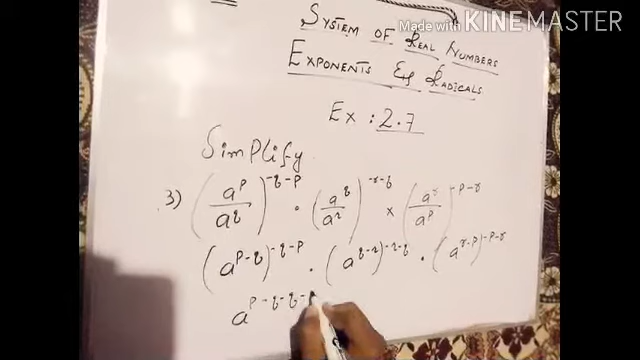 Made with KINEMASTER
SYSTEM OF REAL NUMBERS
EXPONENTS & RADICALS
Ex : 2.7
Simplify
3) (a^p/a^q)^-q-p · (a^q/a^r)^-r-q × (a^r/a^p)^-p-r
(a^p-q)^-q-p · (a^q-r)^-r-q · (a^r-p)^-p-r
a^p-q-q-